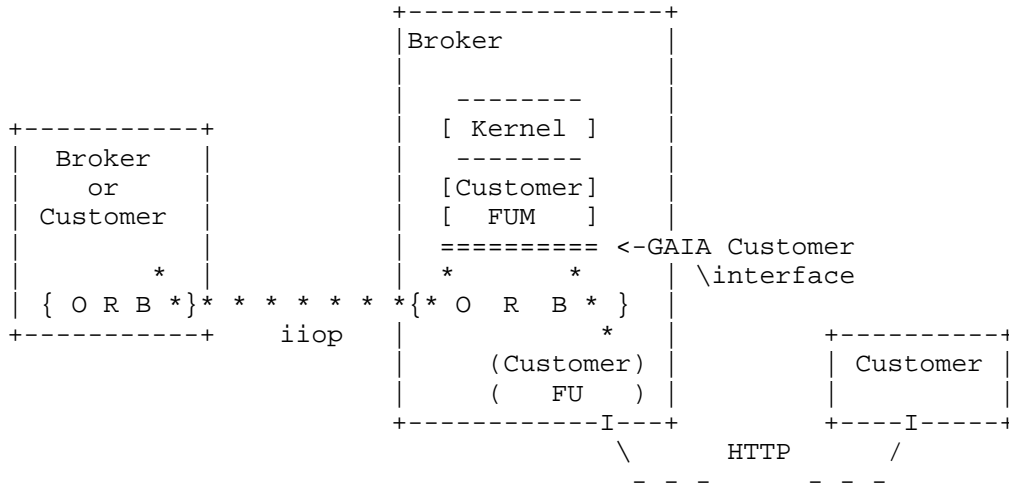 Broker
[ Kernel ]
Broker
or
[Customer]
Customer
[ FUM ]
<-GAIA Customer
\interface
{ O R B *}* * * * * * *{* O R B * }
iiop
(Customer)
Customer
( FU )
I
I
HTTP